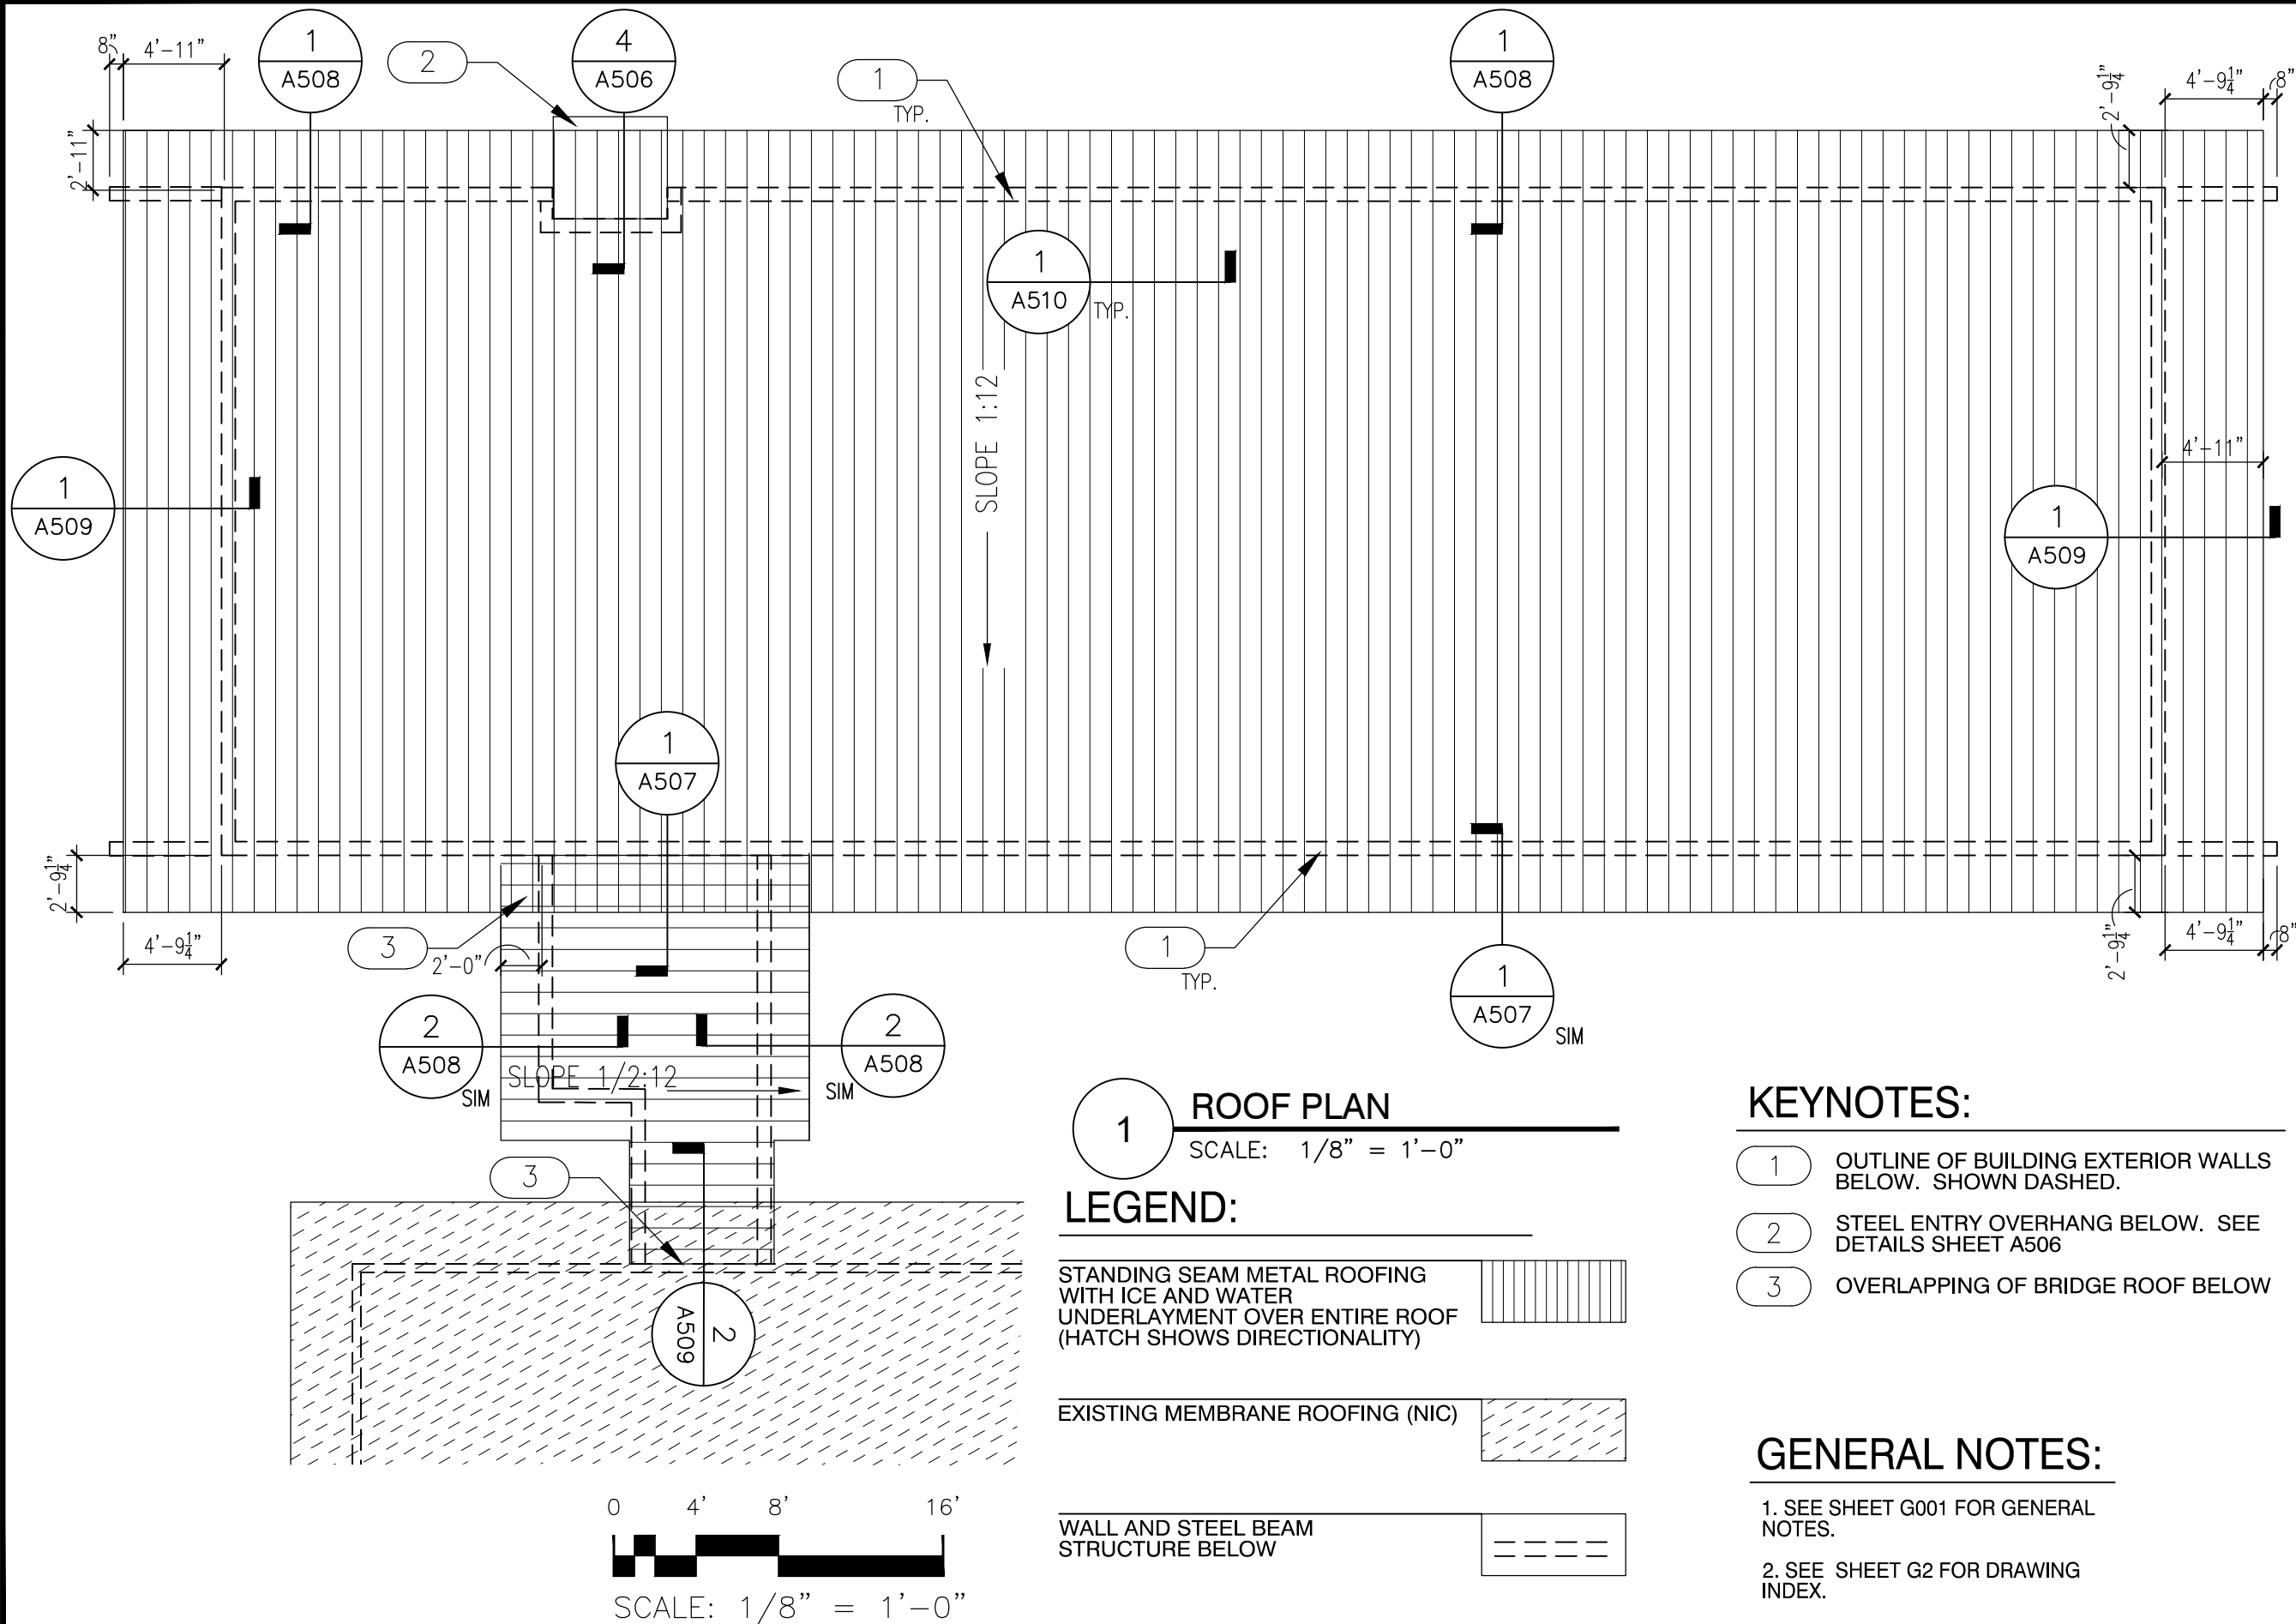 8"
4'-11"
1
A508
2
4
A506
1
TYP.
1
A508
2'-9¼"
4'-9¼"
8"
2'-11"
1
A510
TYP.
SLOPE 1:12
4'-11"
1
A509
1
A509
1
A507
2'-9¼"
4'-9¼"
3
2'-0"
1
TYP.
1
A507
SIM
2'-9¼"
4'-9¼"
8"
2
A508
SIM
SLOPE 1/2:12
2
A508
SIM
3
2
A509
1
ROOF PLAN
SCALE: 1/8" = 1'-0"
LEGEND:
STANDING SEAM METAL ROOFING
WITH ICE AND WATER
UNDERLAYMENT OVER ENTIRE ROOF
(HATCH SHOWS DIRECTIONALITY)
EXISTING MEMBRANE ROOFING (NIC)
WALL AND STEEL BEAM
STRUCTURE BELOW
KEYNOTES:
1 OUTLINE OF BUILDING EXTERIOR WALLS
BELOW. SHOWN DASHED.
2 STEEL ENTRY OVERHANG BELOW. SEE
DETAILS SHEET A506
3 OVERLAPPING OF BRIDGE ROOF BELOW
GENERAL NOTES:
1. SEE SHEET G001 FOR GENERAL
NOTES.
2. SEE SHEET G2 FOR DRAWING
INDEX.
0 4' 8' 16'
SCALE: 1/8" = 1'-0"